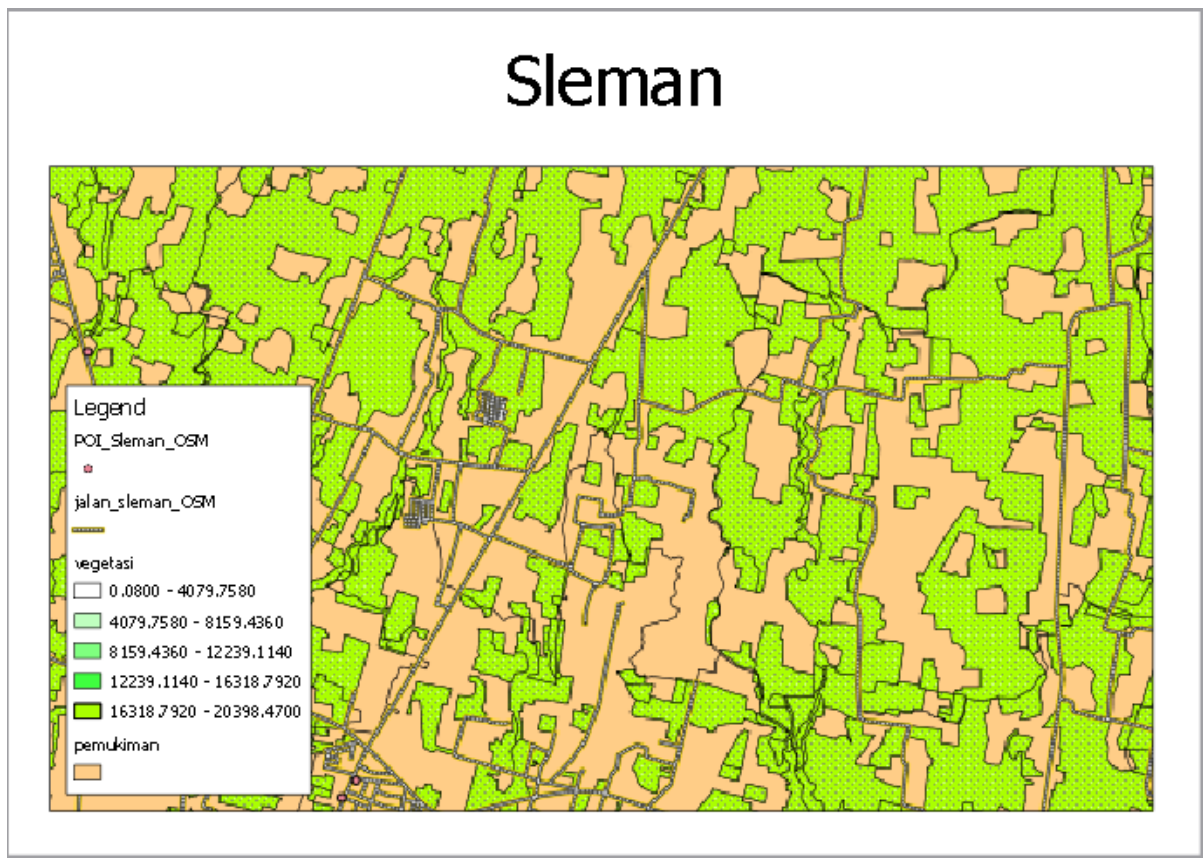 Sleman
Legend
POI_Sleman_OSM
jalan_sleman_OSM
vegetasi
0.0800 - 4079.7580
4079.7580 - 8159.4360
8159.4360 - 12239.1140
12239.1140 - 16318.7920
16318.7920 - 20398.4700
pemukiman